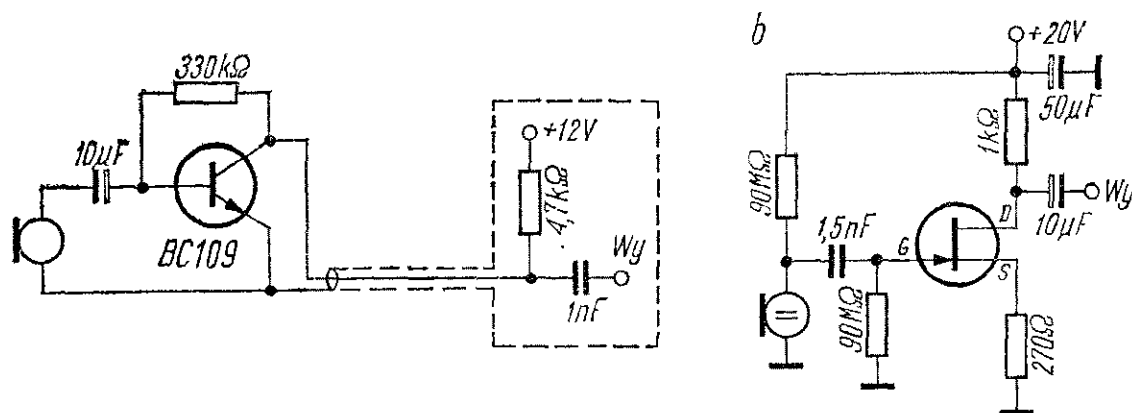 330kΩ
10µF
BC109
+12V
4,7kΩ
Wy
1nF
b
+20V
50µF
1kΩ
90MΩ
Wy
10µF
D
1,5nF
G
S
90MΩ
270Ω